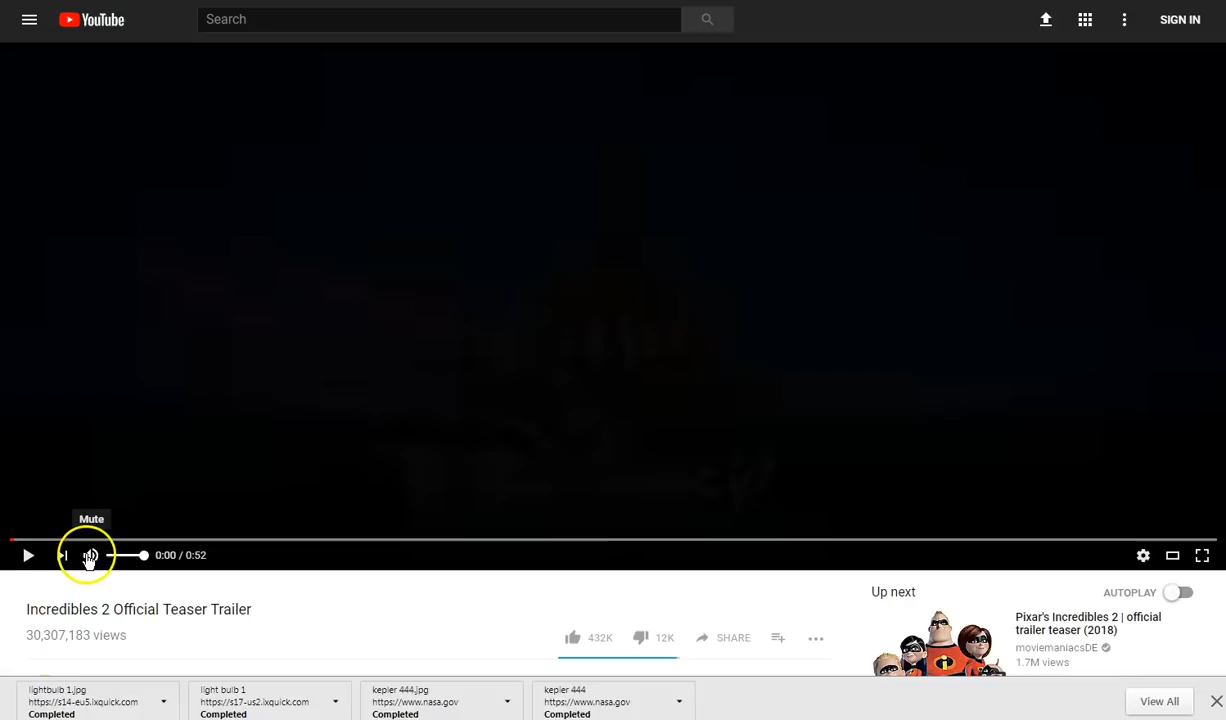 YouTube
Search
SIGN IN
Mute
0:00 / 0:52
Incredibles 2 Official Teaser Trailer
30,307,183 views
432K
12K
SHARE
Up next
AUTOPLAY
Pixar's Incredibles 2 | official
trailer teaser (2018)
moviemaniacsDE
1.7M views
lightbulb 1.jpg
https://s14-eu5.ixquick.com
Completed
light bulb 1
https://s17-us2.ixquick.com
Completed
kepler 444.jpg
https://www.nasa.gov
Completed
kepler 444
https://www.nasa.gov
Completed
View All